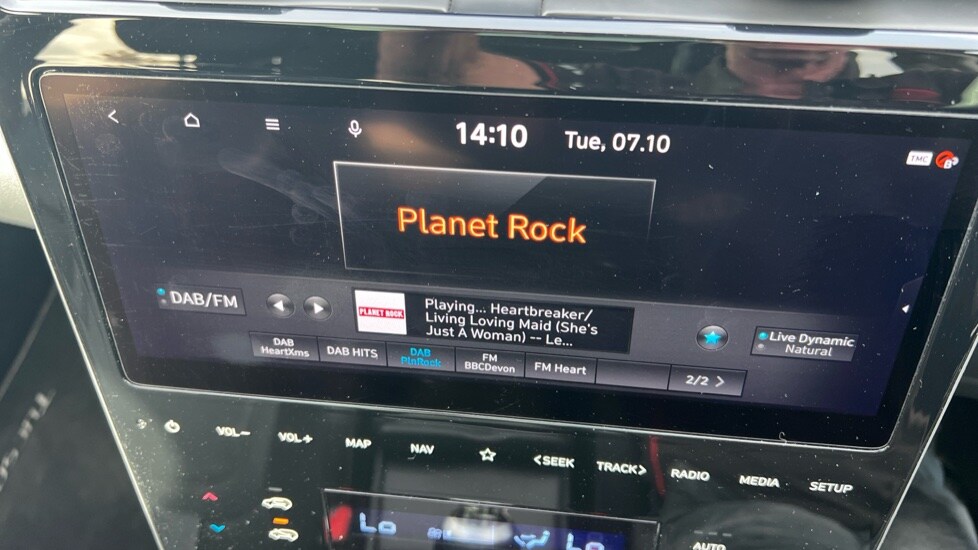 14:10 Tue, 07.10
TMC
Planet Rock
DAB/FM
PLANET ROCK
Playing... Heartbreaker/
Living Loving Maid (She's
Just A Woman) -- Le...
Live Dynamic
Natural
DAB
HeartXms
DAB HITS
DAB
PlnRock
FM
BBCDevon
FM Heart
2/2 >
VOL−
VOL+
MAP
NAV
<SEEK
TRACK>
RADIO
MEDIA
SETUP
Lo
Lo
AUTO